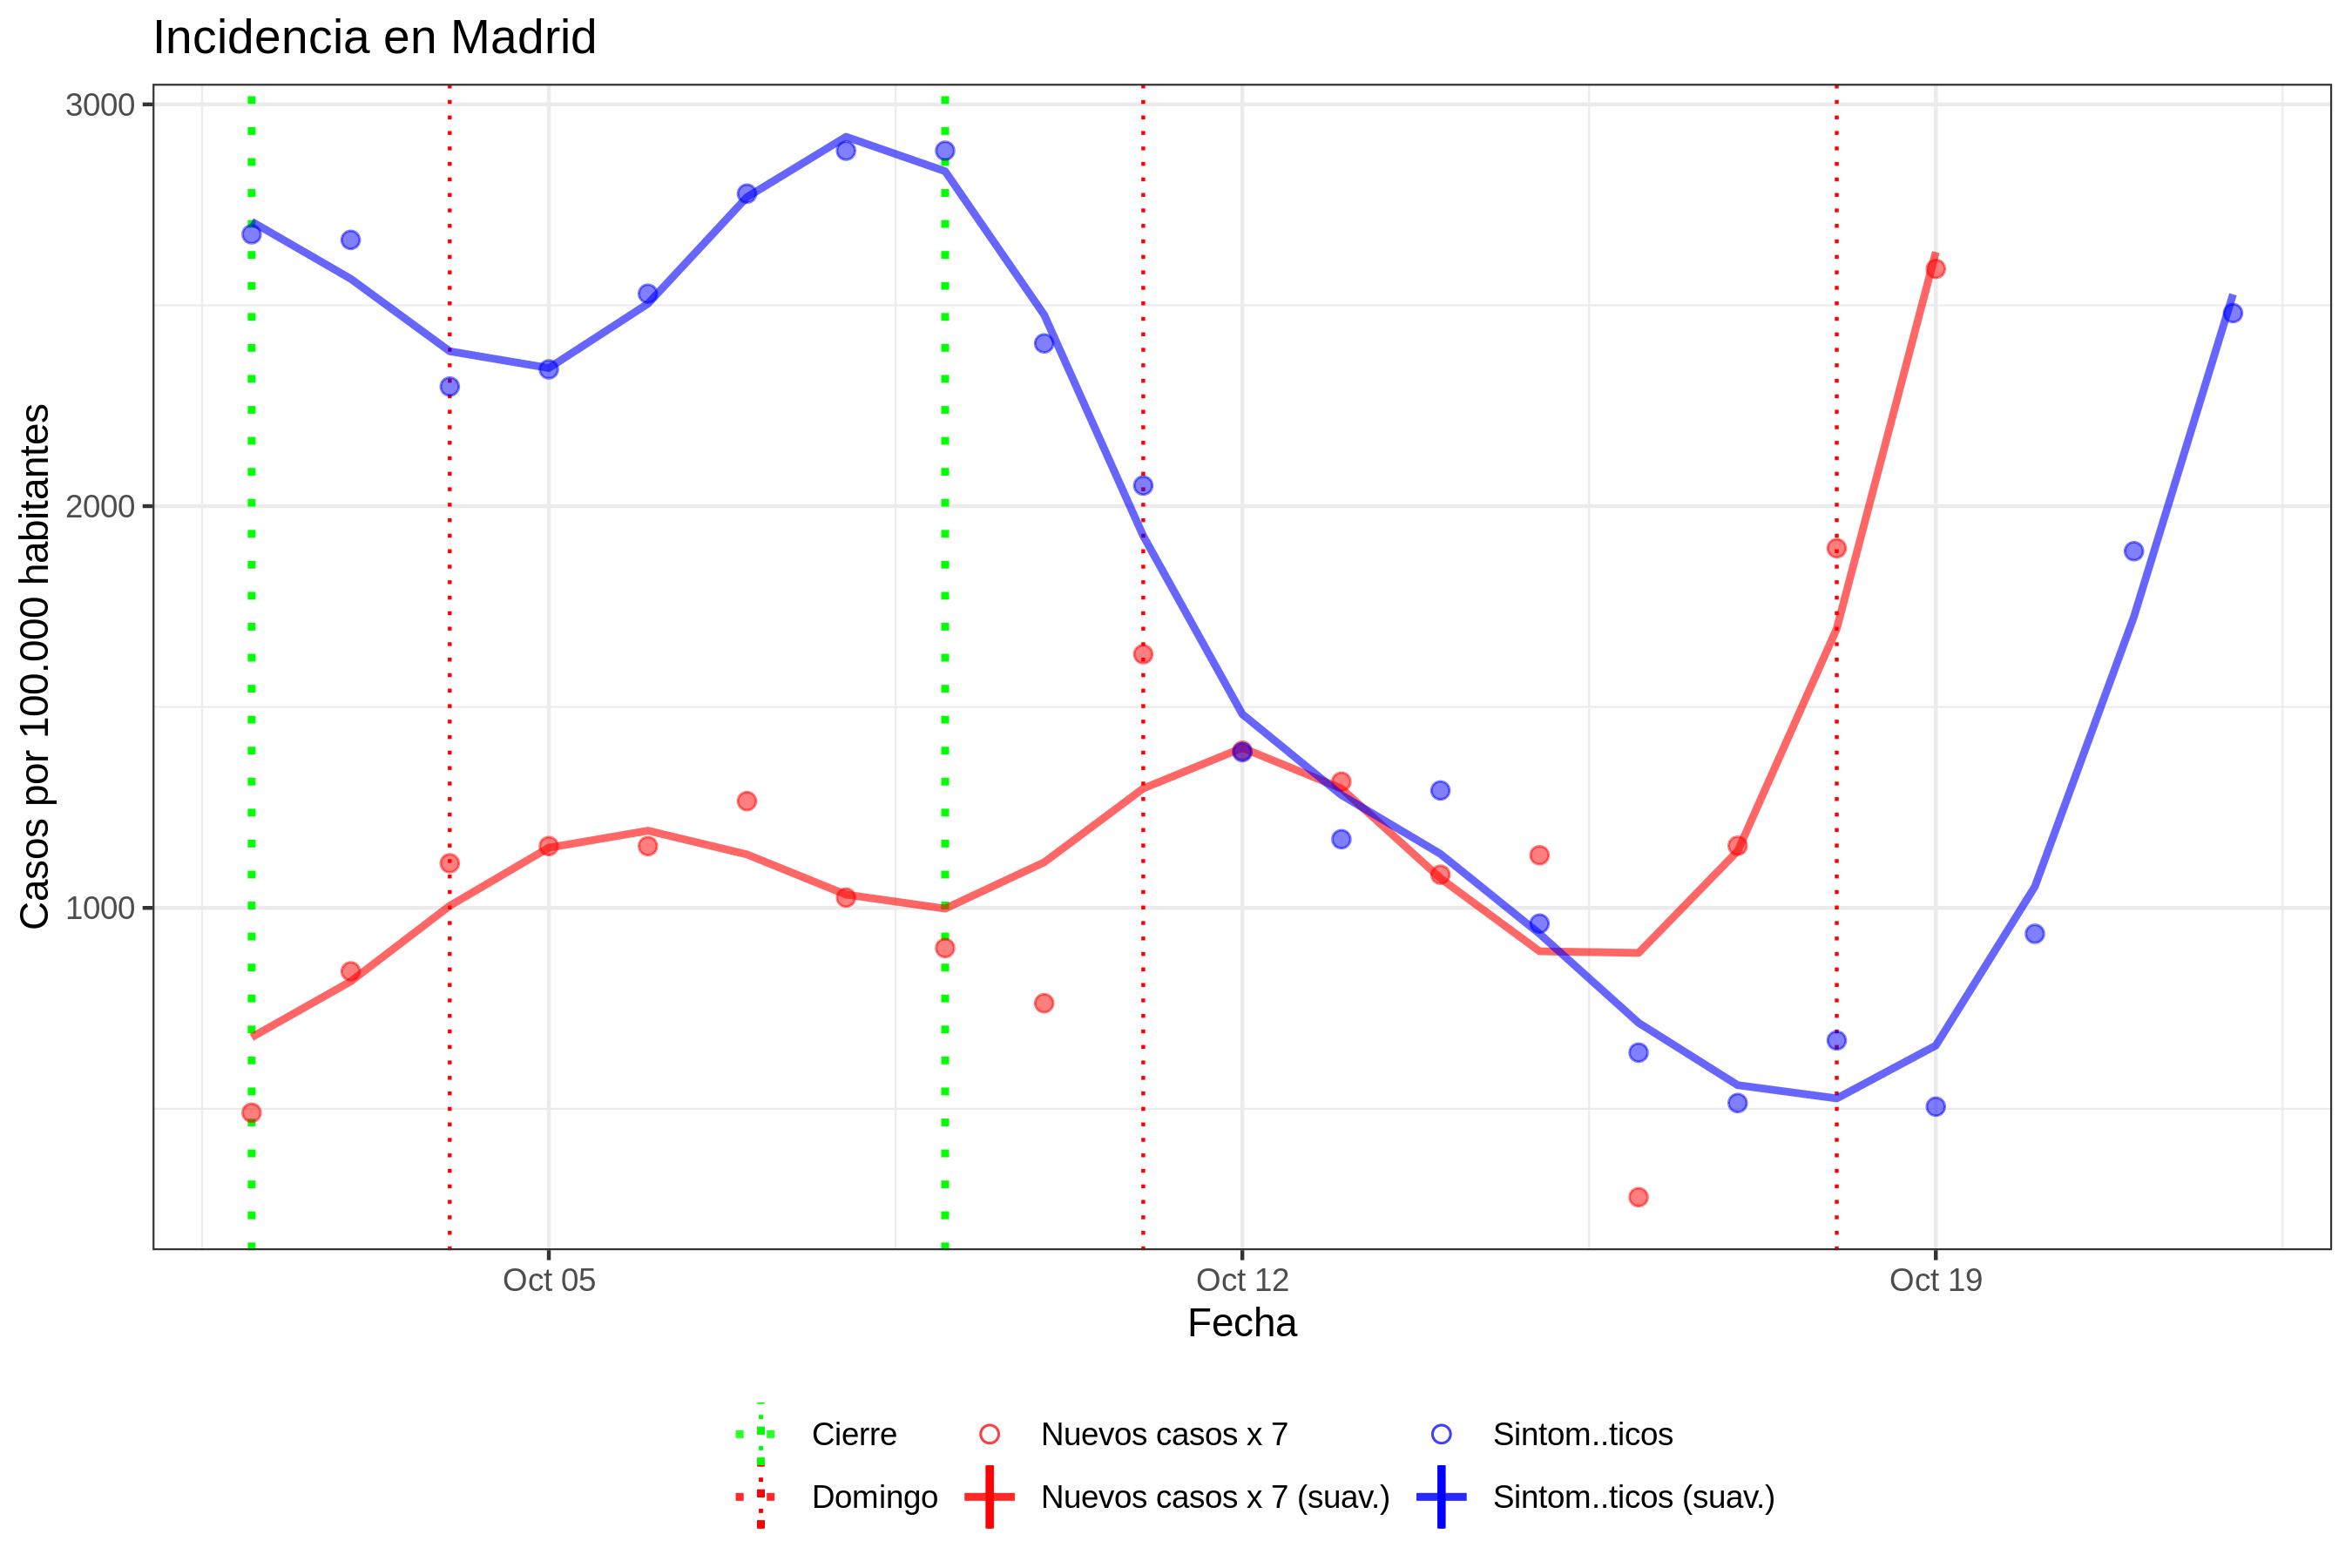 Incidencia en Madrid
Casos por 100.000 habitantes
3000
2000
1000
Oct 05
Oct 12
Oct 19
Fecha
Cierre
Nuevos casos x 7
Sintom..ticos
Domingo
Nuevos casos x 7 (suav.)
Sintom..ticos (suav.)